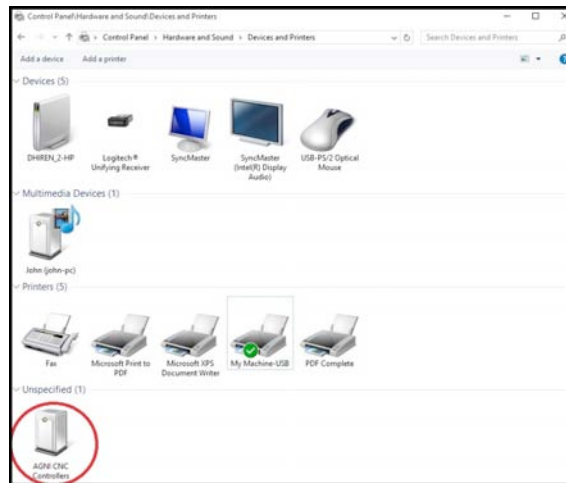 Control Panel\Hardware and Sound\Devices and Printers
Control Panel › Hardware and Sound › Devices and Printers
Search Devices and Printers
Add a device Add a printer
Devices (5)
DHIREN_2-HP
Logitech®
Unifying Receiver
SyncMaster
SyncMaster
(Intel(R) Display
Audio)
USB-PS/2 Optical
Mouse
Multimedia Devices (1)
John (john-pc)
Printers (5)
Fax
Microsoft Print to
PDF
Microsoft XPS
Document Writer
My Machine-USB
PDF Complete
Unspecified (1)
AGNI CNC
Controllers